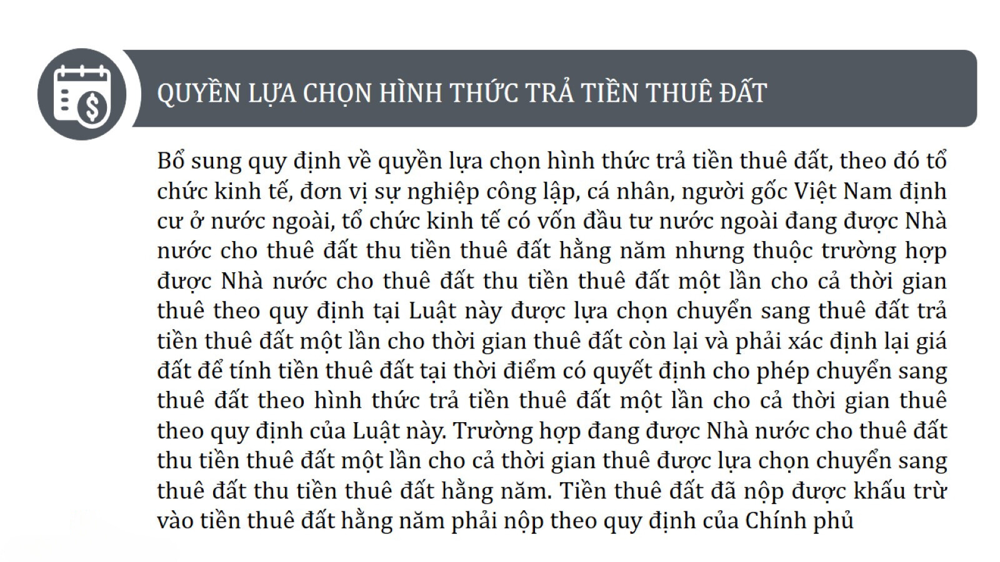 QUYỀN LỰA CHỌN HÌNH THỨC TRẢ TIỀN THUÊ ĐẤT
Bổ sung quy định về quyền lựa chọn hình thức trả tiền thuê đất, theo đó tổ
chức kinh tế, đơn vị sự nghiệp công lập, cá nhân, người gốc Việt Nam định
cư ở nước ngoài, tổ chức kinh tế có vốn đầu tư nước ngoài đang được Nhà
nước cho thuê đất thu tiền thuê đất hằng năm nhưng thuộc trường hợp
được Nhà nước cho thuê đất thu tiền thuê đất một lần cho cả thời gian
thuê theo quy định tại Luật này được lựa chọn chuyển sang thuê đất trả
tiền thuê đất một lần cho thời gian thuê đất còn lại và phải xác định lại giá
đất để tính tiền thuê đất tại thời điểm có quyết định cho phép chuyển sang
thuê đất theo hình thức trả tiền thuê đất một lần cho cả thời gian thuê
theo quy định của Luật này. Trường hợp đang được Nhà nước cho thuê đất
thu tiền thuê đất một lần cho cả thời gian thuê được lựa chọn chuyển sang
thuê đất thu tiền thuê đất hằng năm. Tiền thuê đất đã nộp được khấu trừ
vào tiền thuê đất hằng năm phải nộp theo quy định của Chính phủ